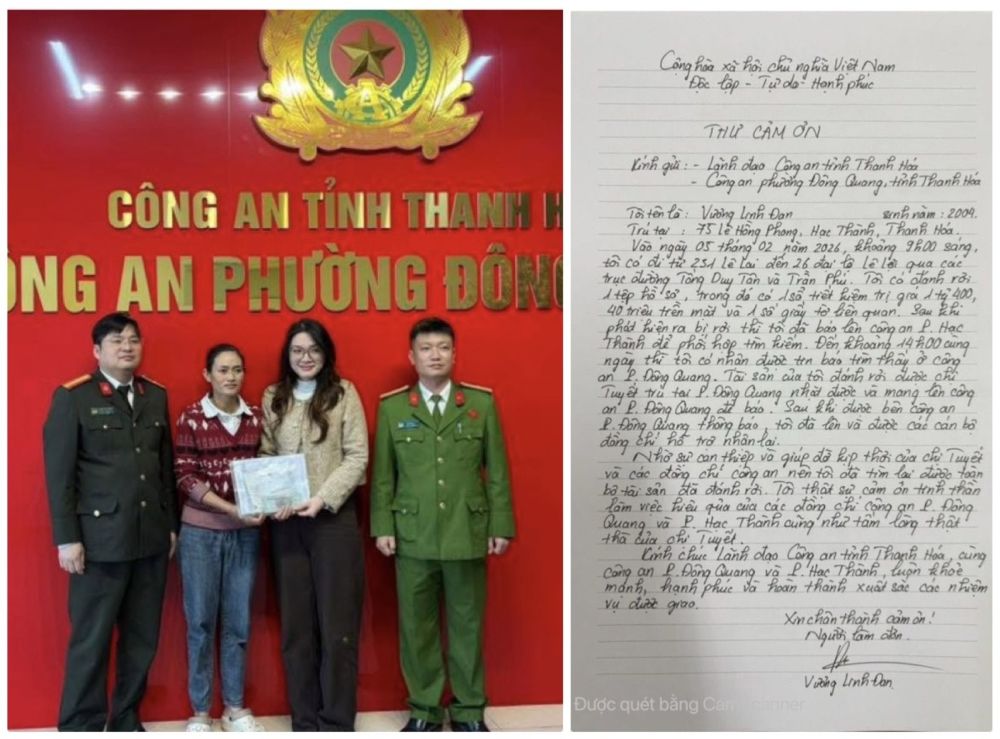 CÔNG AN TỈNH THANH H
ÔNG AN PHƯỜNG ĐÔNG
Cộng hòa xã hội chủ nghĩa Việt Nam
Độc lập - Tự do - Hạnh phúc
THƯ CẢM ƠN
Kính gửi: - Lãnh đạo Công an tỉnh Thanh Hóa
- Công an phường Đông Quang, tỉnh Thanh Hóa
Tôi tên là: Vương Linh Đan sinh năm: 2004.
Trú tại: 75 Lê Hồng Phong, Hạc Thành, Thanh Hóa.
Vào ngày 05 tháng 02 năm 2026, khoảng 9h00 sáng,
tôi có đi từ 231 Lê Lai đến 26 đại lộ Lê Lợi qua các
trục đường Tống Duy Tân và Trần Phú. Tôi có đánh rơi
1 tệp hồ sơ, trong đó có 1 sổ tiết kiệm trị giá 1 tỷ 400,
40 triệu tiền mặt và 1 số giấy tờ liên quan. Sau khi
phát hiện ra bị rơi thì tôi đã báo lên công an P. Hạc
Thành để phối hợp tìm kiếm. Đến khoảng 14h00 cùng
ngày thì tôi có nhận được tin báo tìm thấy ở công
an P. Đông Quang. Tài sản của tôi đánh rơi được chị
Tuyết trú tại P. Đông Quang nhặt được và mang lên công
an P. Đông Quang để báo. Sau khi được bên công an
P. Đông Quang thông báo, tôi đã lên và được các cán bộ
đồng chí hỗ trợ nhận lại.
Nhờ sự can thiệp và giúp đỡ kịp thời của chị Tuyết
và các đồng chí công an nên tôi đã tìm lại được toàn
bộ tài sản đã đánh rơi. Tôi thật sự cảm ơn tinh thần
làm việc hiệu qủa của các đồng chí công an P. Đông
Quang và P. Hạc Thành cũng như tấm lòng thật
thà của chị Tuyết.
Kính chúc Lãnh đạo Công an tỉnh Thanh Hóa, cùng
công an P. Đông Quang và P. Hạc Thành, luôn khoẻ
mạnh, hạnh phúc và hoàn thành xuất sắc các nhiệm
vụ được giao.
Xin chân thành cảm ơn!
Người làm đơn.
Vương Linh Đan.
Được quét bằng CamScanner